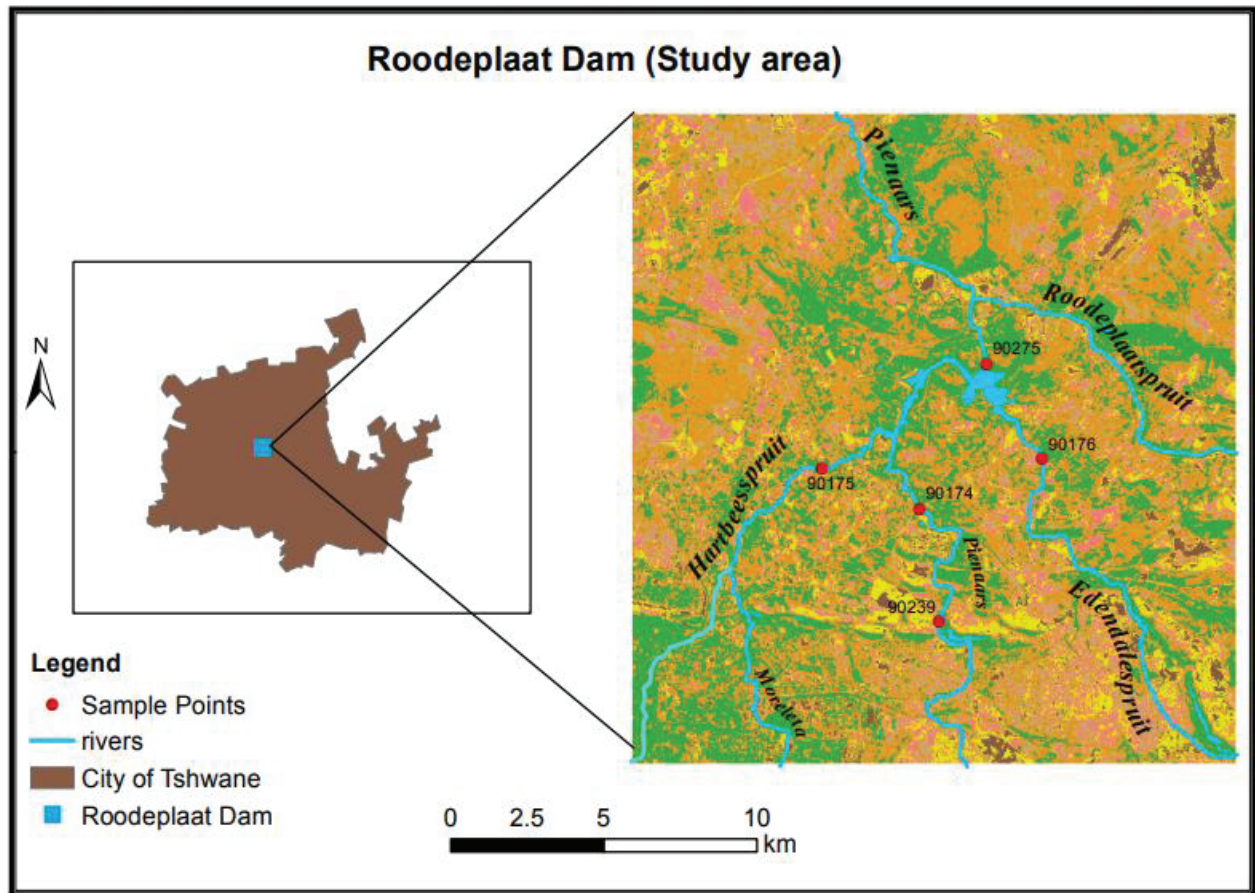 Roodeplaat Dam (Study area)
N
Pienaars
Roodeplaatspruit
90275
90176
90175
90174
Hartbeesspruit
Pienaars
90239
Edendalespruit
Moreleta
Legend
Sample Points
rivers
City of Tshwane
Roodeplaat Dam
0 2.5 5 10
km